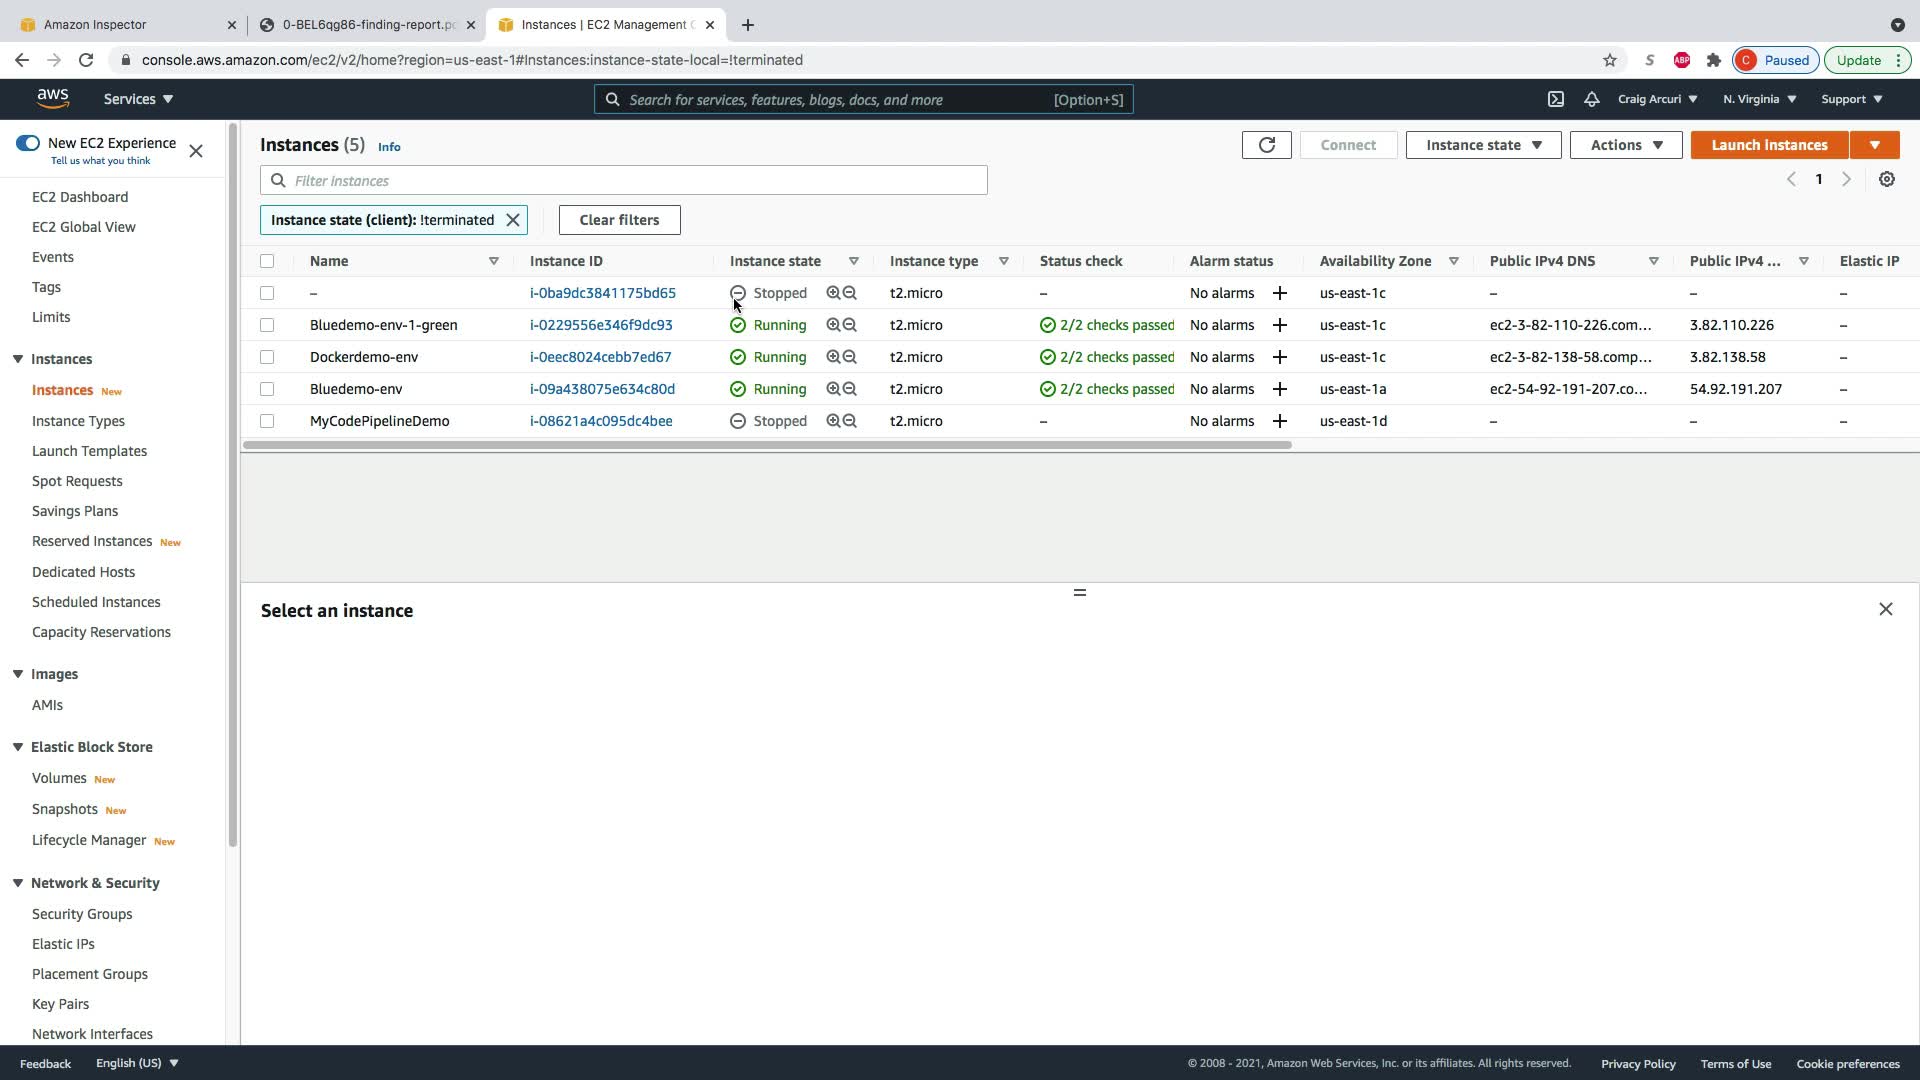 Amazon Inspector
0-BEL6qg86-finding-report.pc
Instances | EC2 Management C
console.aws.amazon.com/ec2/v2/home?region=us-east-1#Instances:instance-state-local=!terminated
S
ABP
C Paused
Update
aws
Services
Search for services, features, blogs, docs, and more [Option+S]
Craig Arcuri
N. Virginia
Support
New EC2 Experience
Tell us what you think
EC2 Dashboard
EC2 Global View
Events
Tags
Limits
Instances
Instances New
Instance Types
Launch Templates
Spot Requests
Savings Plans
Reserved Instances New
Dedicated Hosts
Scheduled Instances
Capacity Reservations
Images
AMIs
Elastic Block Store
Volumes New
Snapshots New
Lifecycle Manager New
Network & Security
Security Groups
Elastic IPs
Placement Groups
Key Pairs
Network Interfaces
Instances (5) Info
Connect
Instance state
Actions
Launch instances
Filter instances
1
Instance state (client): !terminated
Clear filters
Name Instance ID Instance state Instance type Status check Alarm status Availability Zone Public IPv4 DNS Public IPv4 ... Elastic IP
– i-0ba9dc3841175bd65 Stopped t2.micro – No alarms + us-east-1c – – –
Bluedemo-env-1-green i-0229556e346f9dc93 Running t2.micro 2/2 checks passed No alarms + us-east-1c ec2-3-82-110-226.com... 3.82.110.226 –
Dockerdemo-env i-0eec8024cebb7ed67 Running t2.micro 2/2 checks passed No alarms + us-east-1c ec2-3-82-138-58.comp... 3.82.138.58 –
Bluedemo-env i-09a438075e634c80d Running t2.micro 2/2 checks passed No alarms + us-east-1a ec2-54-92-191-207.co... 54.92.191.207 –
MyCodePipelineDemo i-08621a4c095dc4bee Stopped t2.micro – No alarms + us-east-1d – – –
Select an instance
Feedback
English (US)
© 2008 - 2021, Amazon Web Services, Inc. or its affiliates. All rights reserved.
Privacy Policy
Terms of Use
Cookie preferences